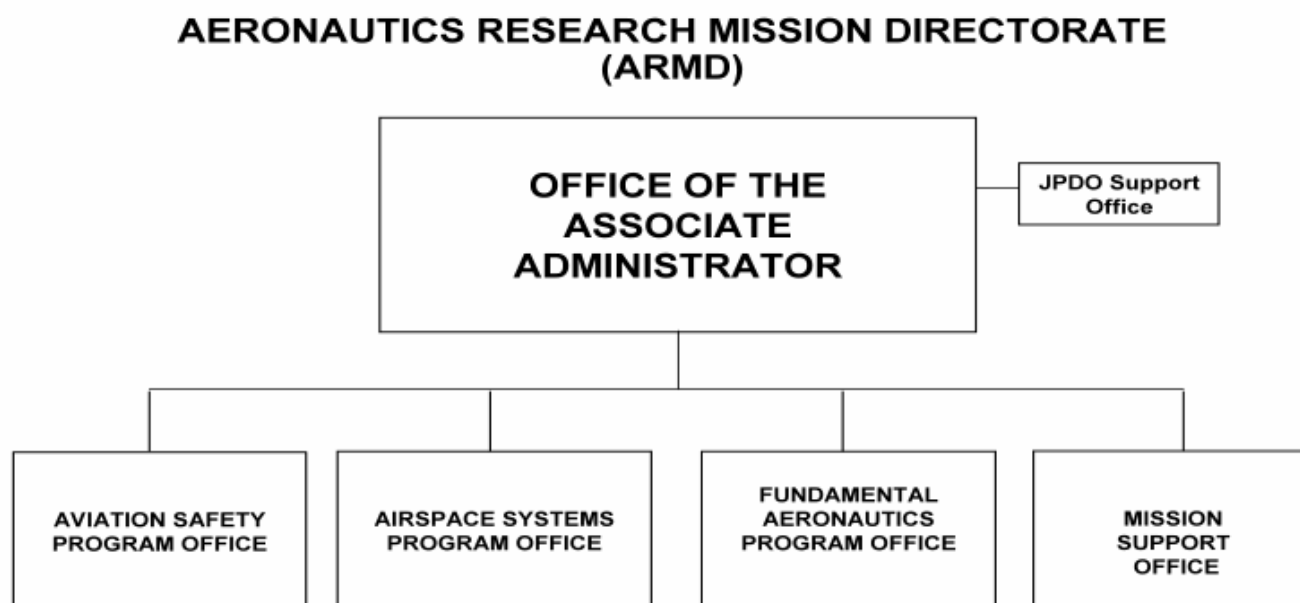 AERONAUTICS RESEARCH MISSION DIRECTORATE
(ARMD)
OFFICE OF THE
ASSOCIATE
ADMINISTRATOR
JPDO Support
Office
AVIATION SAFETY
PROGRAM OFFICE
AIRSPACE SYSTEMS
PROGRAM OFFICE
FUNDAMENTAL
AERONAUTICS
PROGRAM OFFICE
MISSION
SUPPORT
OFFICE